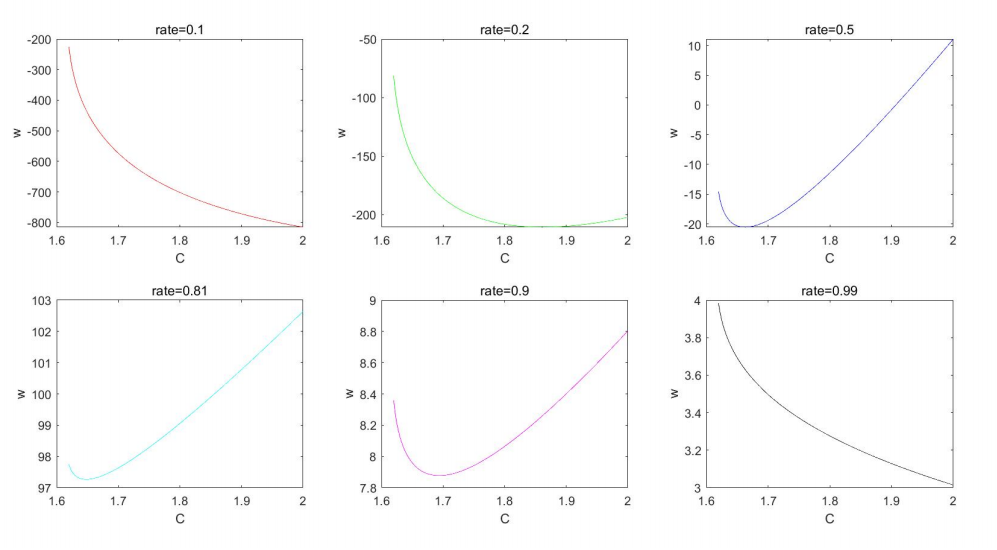 rate=0.1
-200
-300
-400
-500
-600
-700
-800
w
1.6 1.7 1.8 1.9 2
C
rate=0.2
-50
-100
-150
-200
w
1.6 1.7 1.8 1.9 2
C
rate=0.5
10
5
0
-5
-10
-15
-20
w
1.6 1.7 1.8 1.9 2
C
rate=0.81
103
102
101
100
99
98
97
w
1.6 1.7 1.8 1.9 2
C
rate=0.9
9
8.8
8.6
8.4
8.2
8
7.8
w
1.6 1.7 1.8 1.9 2
C
rate=0.99
4
3.8
3.6
3.4
3.2
3
w
1.6 1.7 1.8 1.9 2
C